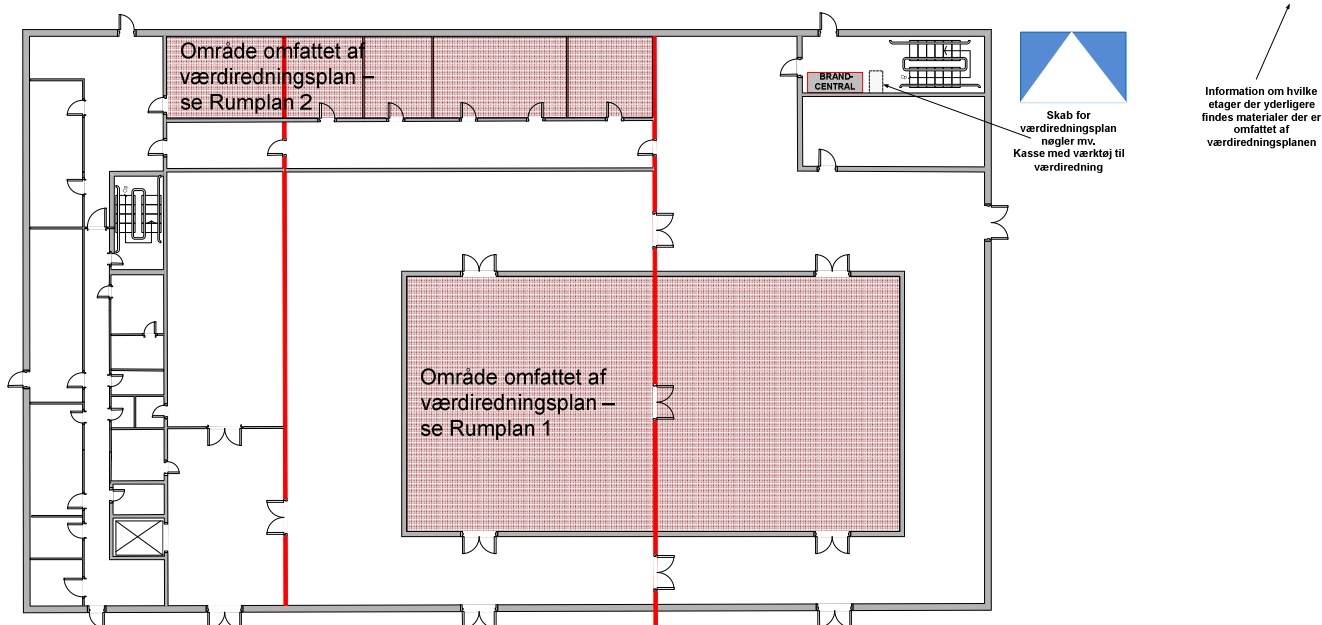 Område omfattet af
værdiredningsplan –
se Rumplan 2
BRAND-
CENTRAL
Skab for
værdiredningsplan
nøgler mv.
Kasse med værktøj til
værdiredning
Information om hvilke
etager der yderligere
findes materialer der er
omfattet af
værdiredningsplanen
Område omfattet af
værdiredningsplan –
se Rumplan 1